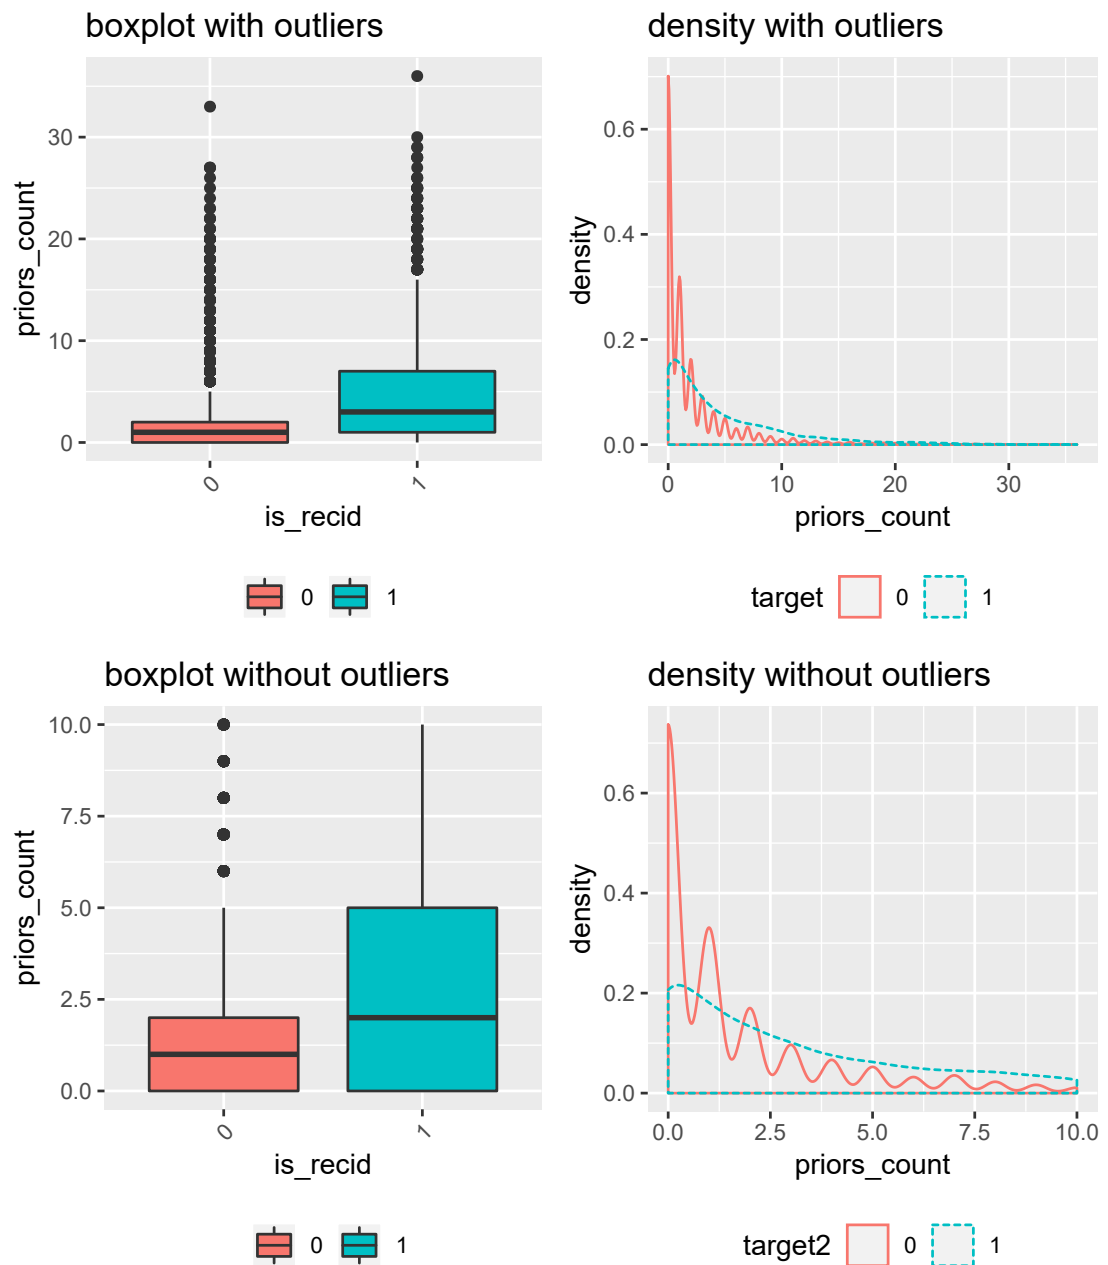 boxplot with outliers
priors_count
30
20
10
0
0
1
is_recid
0 1
density with outliers
density
0.6
0.4
0.2
0.0
0 10 20 30
priors_count
target 0 1
boxplot without outliers
priors_count
10.0
7.5
5.0
2.5
0.0
0
1
is_recid
0 1
density without outliers
density
0.6
0.4
0.2
0.0
0.0 2.5 5.0 7.5 10.0
priors_count
target2 0 1